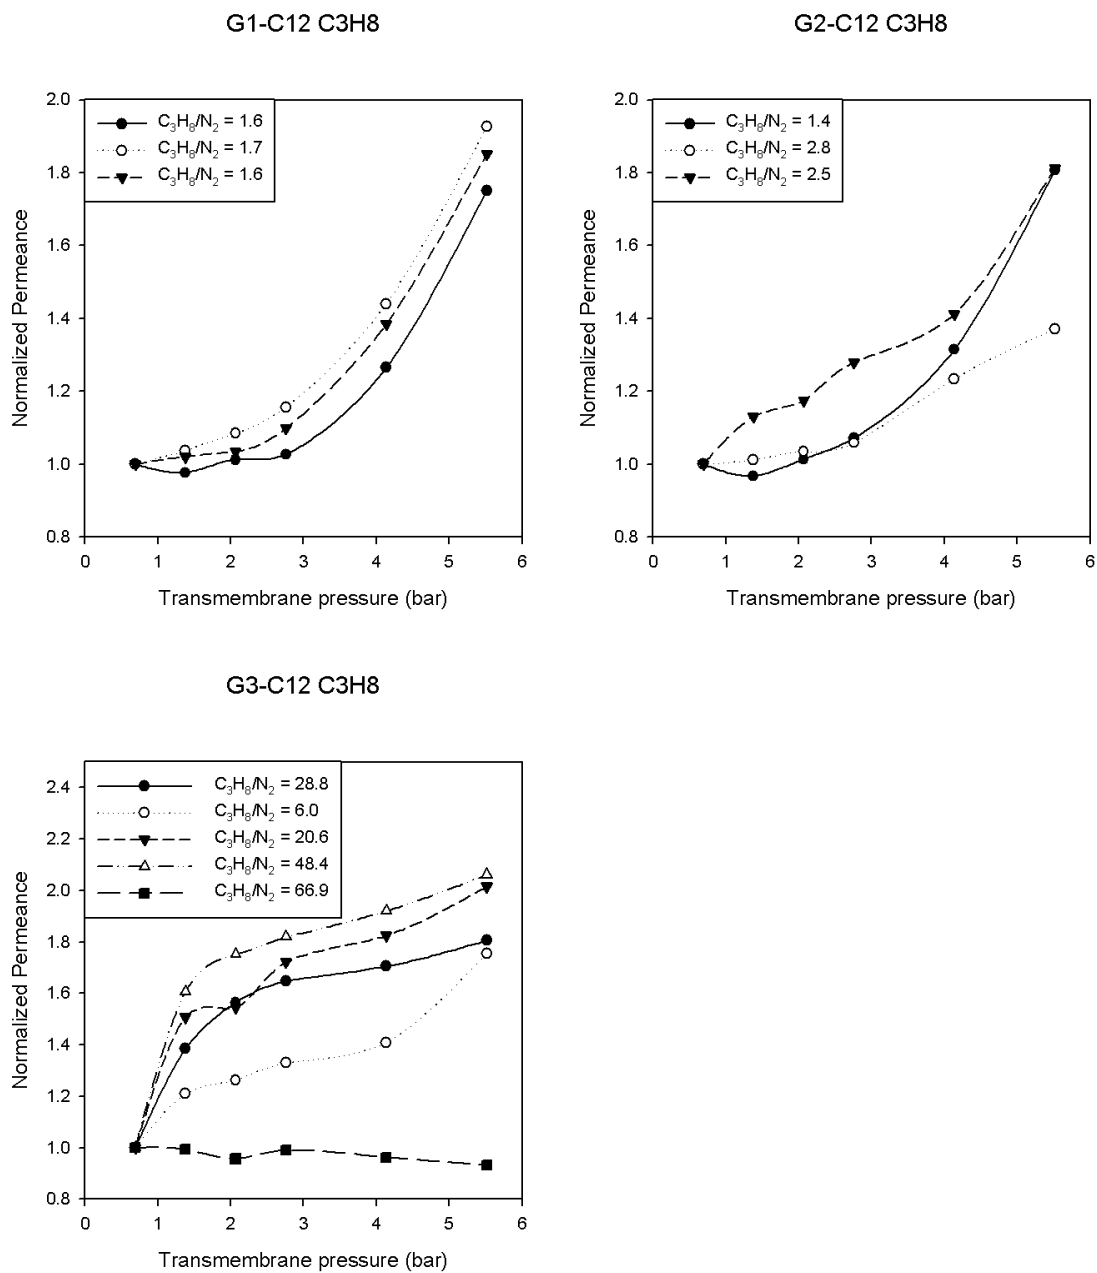 G1-C12 C3H8
G2-C12 C3H8
2.0
1.8
1.6
1.4
1.2
1.0
0.8
Normalized Permeance
C3H8/N2 = 1.6
C3H8/N2 = 1.7
C3H8/N2 = 1.6
0 1 2 3 4 5 6
Transmembrane pressure (bar)
2.0
1.8
1.6
1.4
1.2
1.0
0.8
Normalized Permeance
C3H8/N2 = 1.4
C3H8/N2 = 2.8
C3H8/N2 = 2.5
0 1 2 3 4 5 6
Transmembrane pressure (bar)
G3-C12 C3H8
2.4
2.2
2.0
1.8
1.6
1.4
1.2
1.0
0.8
Normalized Permeance
C3H8/N2 = 28.8
C3H8/N2 = 6.0
C3H8/N2 = 20.6
C3H8/N2 = 48.4
C3H8/N2 = 66.9
0 1 2 3 4 5 6
Transmembrane pressure (bar)